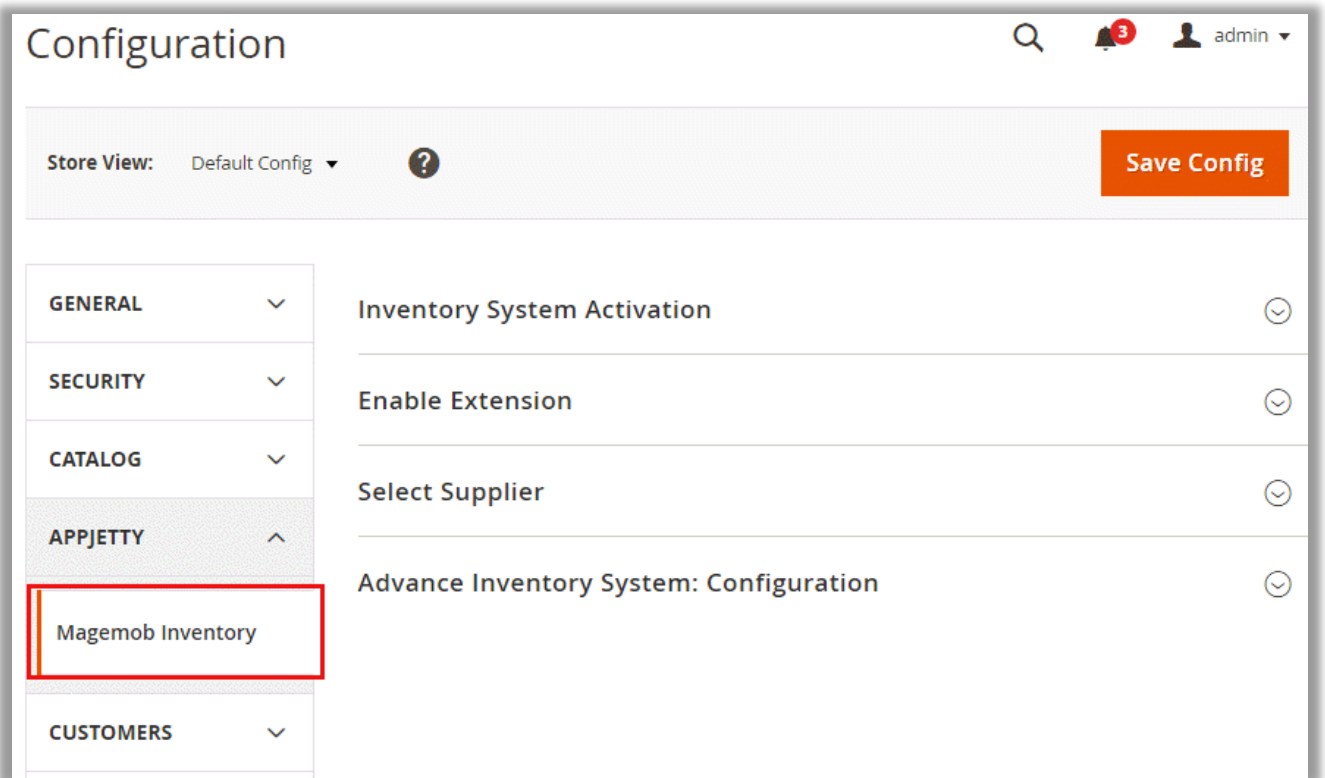 Configuration
3
admin
Store View:
Default Config
?
Save Config
GENERAL
SECURITY
CATALOG
APPJETTY
Magemob Inventory
CUSTOMERS
Inventory System Activation
Enable Extension
Select Supplier
Advance Inventory System: Configuration